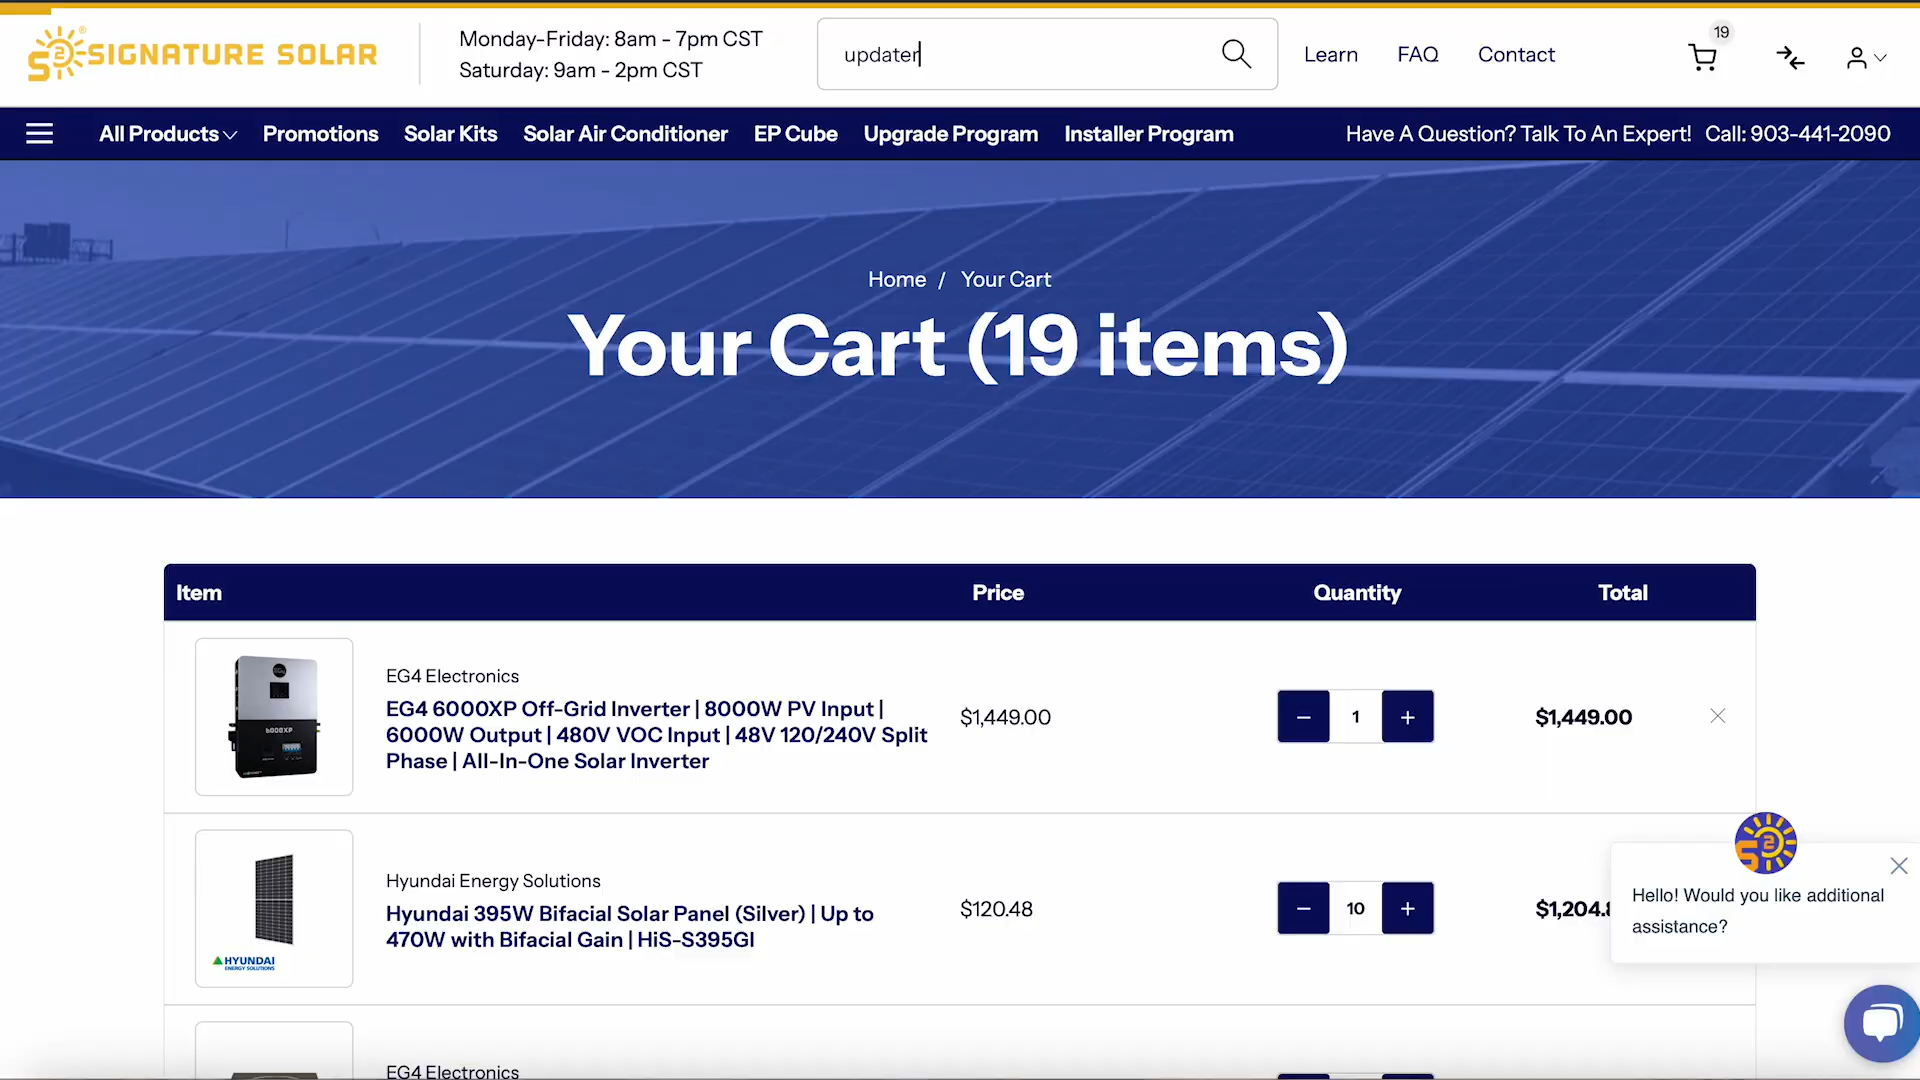 SIGNATURE SOLAR
Monday-Friday: 8am - 7pm CST
Saturday: 9am - 2pm CST
updater
Learn
FAQ
Contact
19
All Products
Promotions
Solar Kits
Solar Air Conditioner
EP Cube
Upgrade Program
Installer Program
Have A Question? Talk To An Expert!
Call: 903-441-2090
Home / Your Cart
Your Cart (19 items)
Item
Price
Quantity
Total
6000XP
EG4 Electronics
EG4 6000XP Off-Grid Inverter | 8000W PV Input |
6000W Output | 480V VOC Input | 48V 120/240V Split
Phase | All-In-One Solar Inverter
$1,449.00
1
$1,449.00
HYUNDAI
ENERGY SOLUTIONS
Hyundai Energy Solutions
Hyundai 395W Bifacial Solar Panel (Silver) | Up to
470W with Bifacial Gain | HiS-S395GI
$120.48
10
$1,204.8
Hello! Would you like additional
assistance?
EG4 Electronics